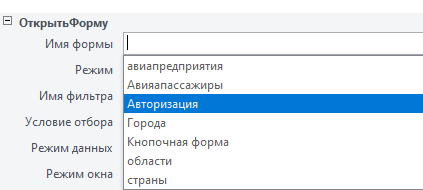 ОткрытьФорму
Имя формы
Режим
Имя фильтра
Условие отбора
Режим данных
Режим окна
авиапредприятия
Авияапассажиры
Авторизация
Города
Кнопочная форма
области
страны